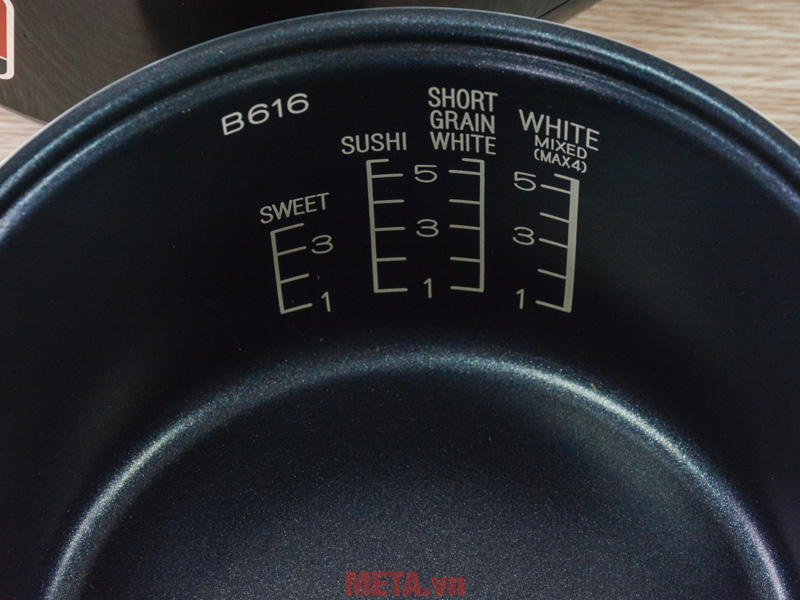 B616
SWEET
3
1
SUSHI
SHORT
GRAIN
WHITE
5
3
1
WHITE
MIXED
(MAX4)
5
3
1
META.vn